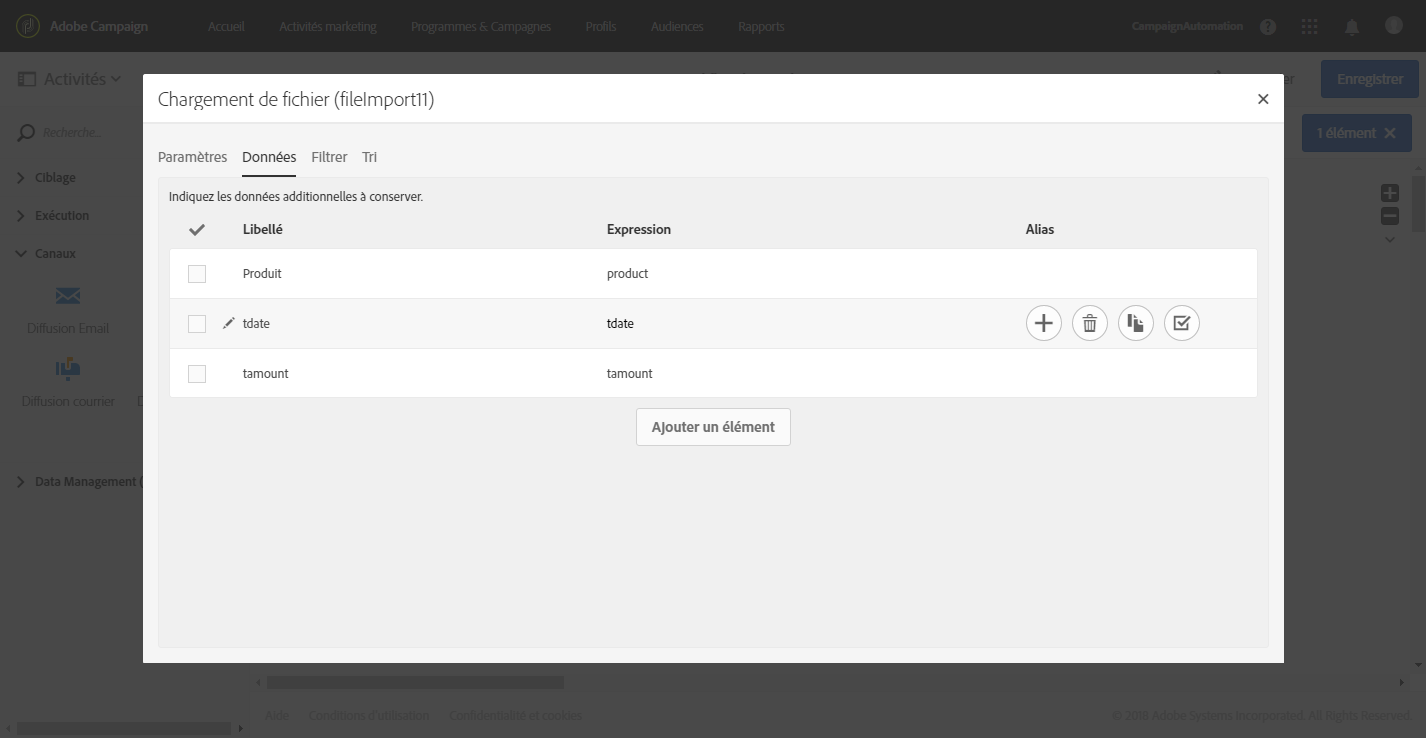 Adobe Campaign
Accueil
Activités marketing
Programmes & Campagnes
Profils
Audiences
Rapports
CampaignAutomation
Activités
er
Enregistrer
Chargement de fichier (fileImport11)
Recherche...
1 élément
Paramètres
Données
Filtrer
Tri
Ciblage
Indiquez les données additionnelles à conserver.
Exécution
Libellé
Expression
Alias
Canaux
Produit
product
Diffusion Email
tdate
tdate
tamount
tamount
Diffusion courrier
D
Ajouter un élément
Data Management (
Aide
Conditions d'utilisation
Confidentialité et cookies
© 2018 Adobe Systems Incorporated. All Rights Reserved.